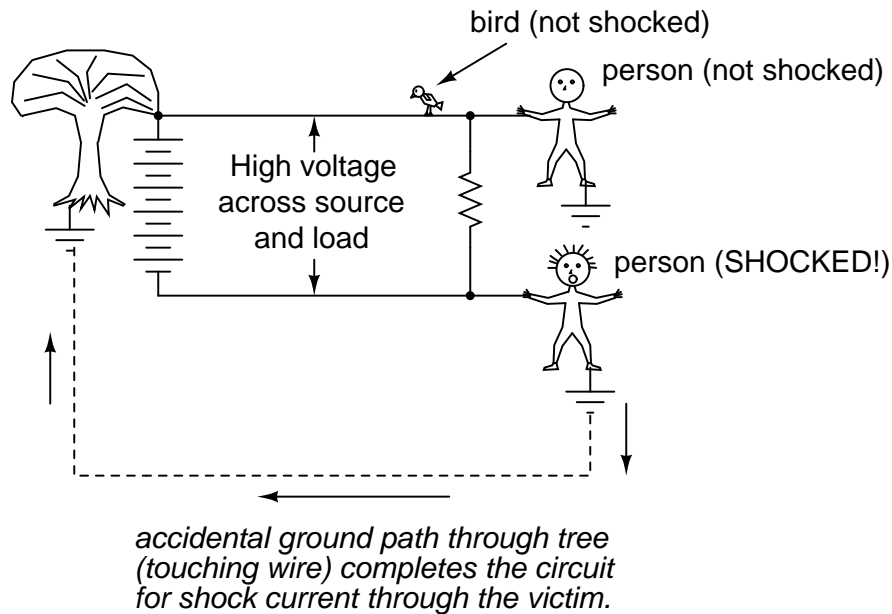 bird (not shocked)
person (not shocked)
High voltage
across source
and load
person (SHOCKED!)
accidental ground path through tree
(touching wire) completes the circuit
for shock current through the victim.